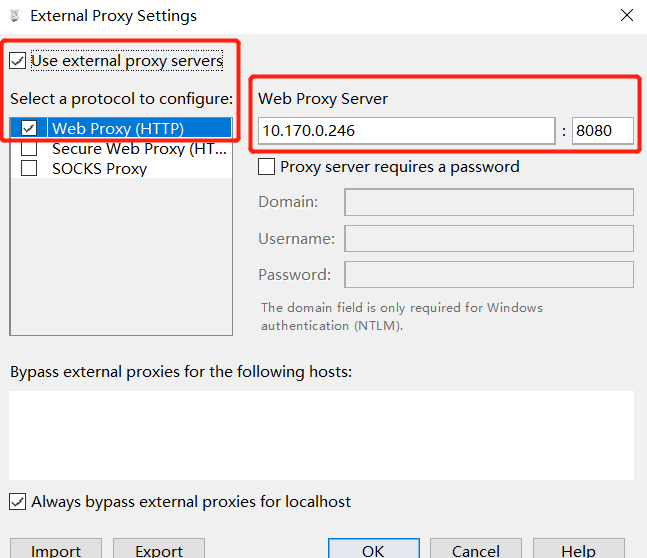 External Proxy Settings
Use external proxy servers
Select a protocol to configure:
Web Proxy (HTTP)
Secure Web Proxy (HT...
SOCKS Proxy
Web Proxy Server
10.170.0.246 : 8080
Proxy server requires a password
Domain:
Username:
Password:
The domain field is only required for Windows
authentication (NTLM).
Bypass external proxies for the following hosts:
Always bypass external proxies for localhost
Import Export OK Cancel Help